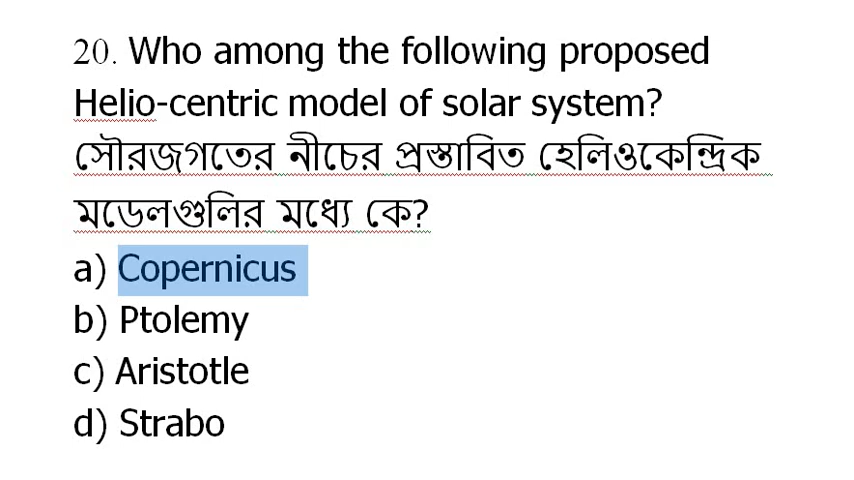 20. Who among the following proposed
Helio-centric model of solar system?
সৌরজগতের নীচের প্রস্তাবিত হেলিওকেন্দ্রিক
মডেলগুলির মধ্যে কে?
a) Copernicus
b) Ptolemy
c) Aristotle
d) Strabo